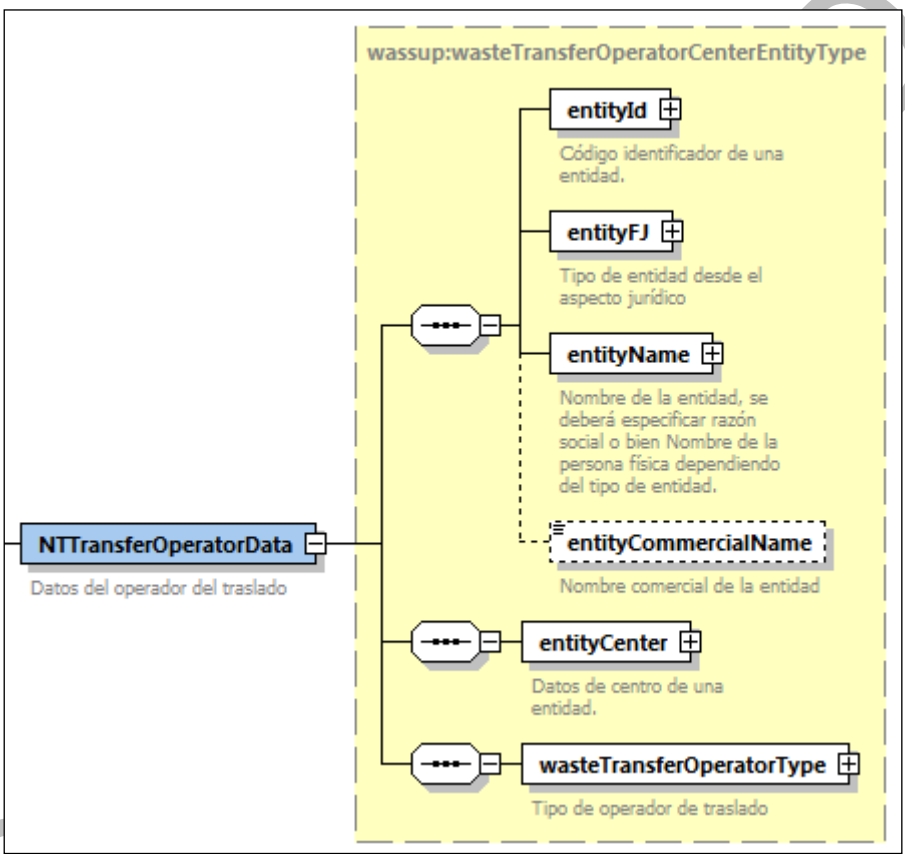 wassup:wasteTransferOperatorCenterEntityType
entityId
Código identificador de una
entidad.
entityFJ
Tipo de entidad desde el
aspecto jurídico
entityName
Nombre de la entidad, se
deberá especificar razón
social o bien Nombre de la
persona física dependiendo
del tipo de entidad.
NTTransferOperatorData
Datos del operador del traslado
entityCommercialName
Nombre comercial de la entidad
entityCenter
Datos de centro de una
entidad.
wasteTransferOperatorType
Tipo de operador de traslado